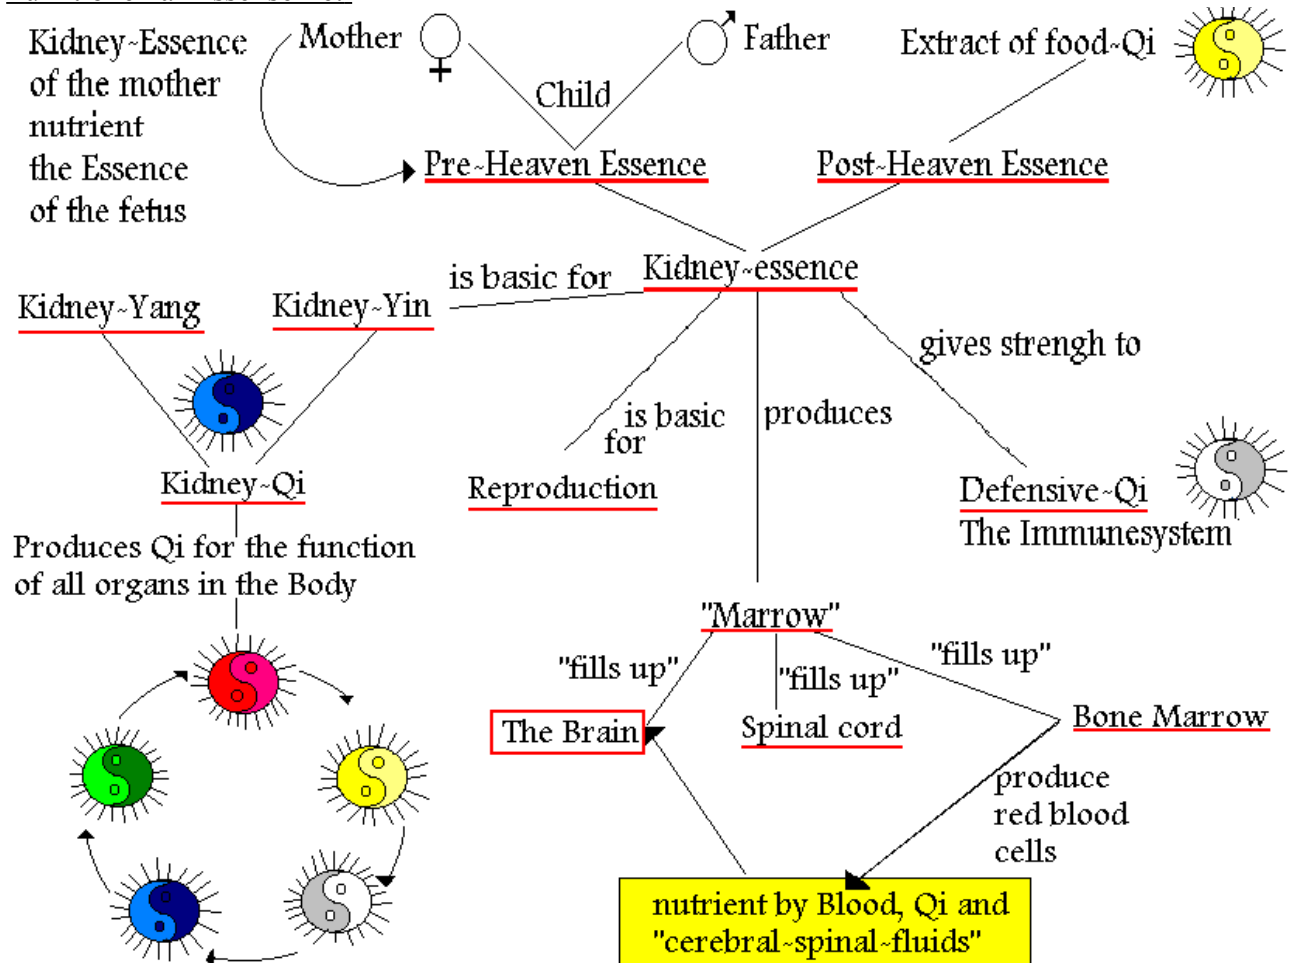 Kidney~Essence
of the mother
nutrient
the Essence
of the fetus
Mother
Father
Child
Extract of food~Qi
Pre~Heaven Essence
Post~Heaven Essence
Kidney~essence
is basic for
Kidney~Yang
Kidney~Yin
gives strengh to
is basic
for
produces
Kidney~Qi
Reproduction
Defensive~Qi
The Immunesystem
Produces Qi for the function
of all organs in the Body
"Marrow"
"fills up"
"fills up"
"fills up"
The Brain
Spinal cord
Bone Marrow
produce
red blood
cells
nutrient by Blood, Qi and
"cerebral~spinal~fluids"